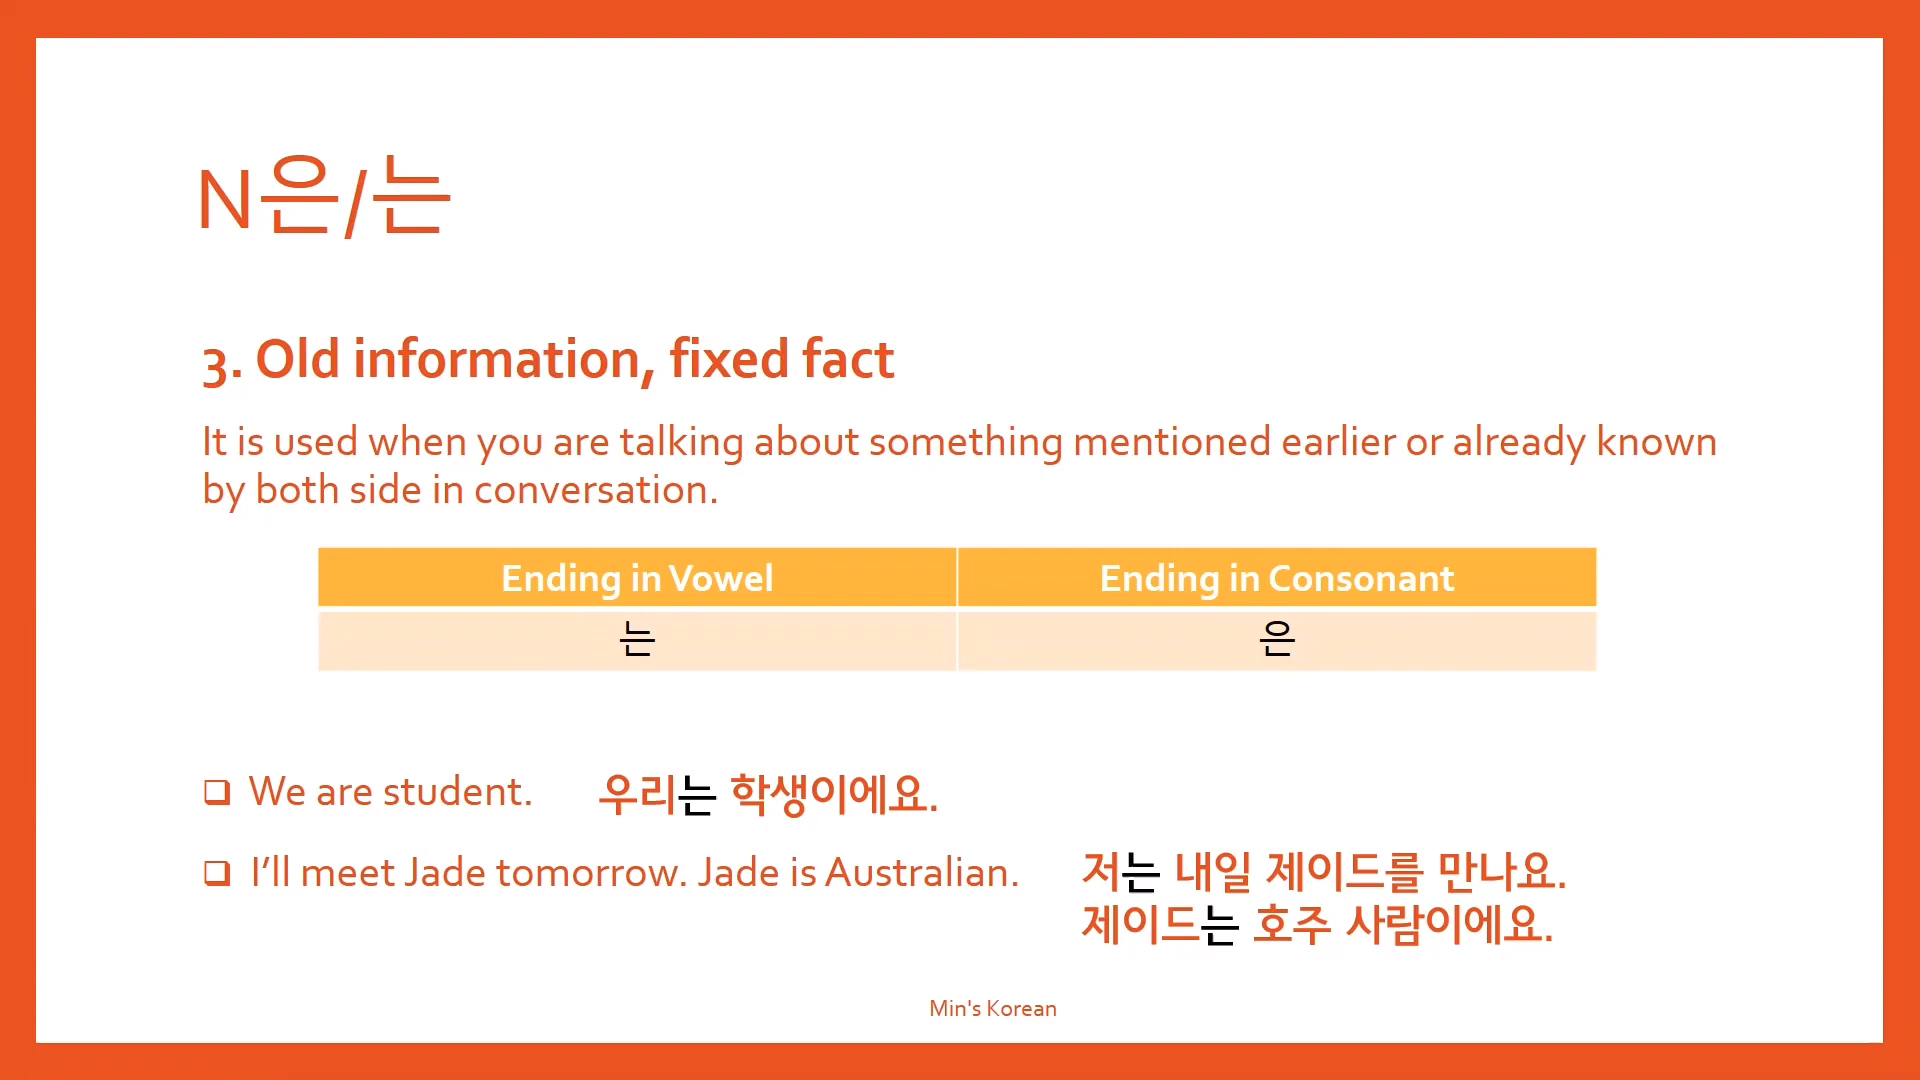 N은/는
3. Old information, fixed fact
It is used when you are talking about something mentioned earlier or already known
by both side in conversation.
Ending in Vowel Ending in Consonant
는 은
❑ We are student. 우리는 학생이에요.
❑ I’ll meet Jade tomorrow. Jade is Australian. 저는 내일 제이드를 만나요.
제이드는 호주 사람이에요.
Min's Korean